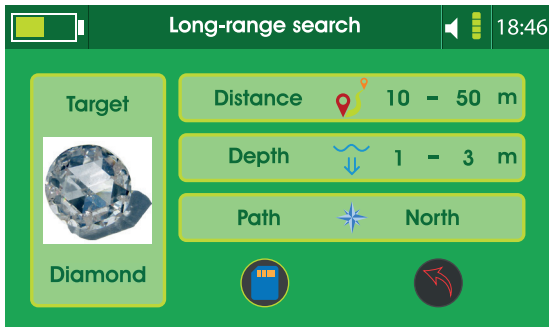 Long-range search
18:46
Target
Diamond
Distance 10 - 50 m
Depth 1 - 3 m
Path North